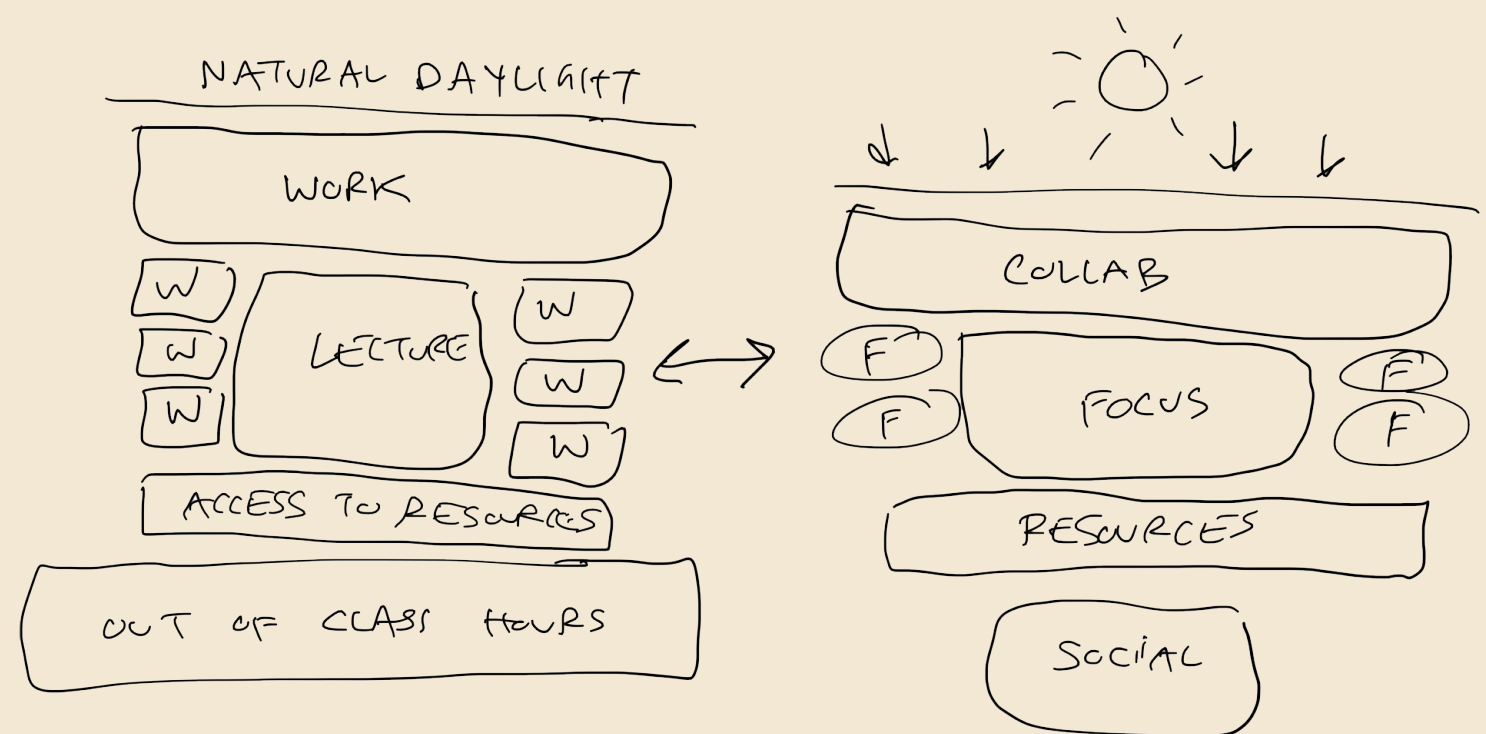 NATURAL DAYLIGHT
WORK
W
W
W
LECTURE
W
W
W
ACCESS TO RESOURCES
OUT OF CLASS HOURS
COLLAB
F
F
FOCUS
F
F
RESOURCES
SOCIAL